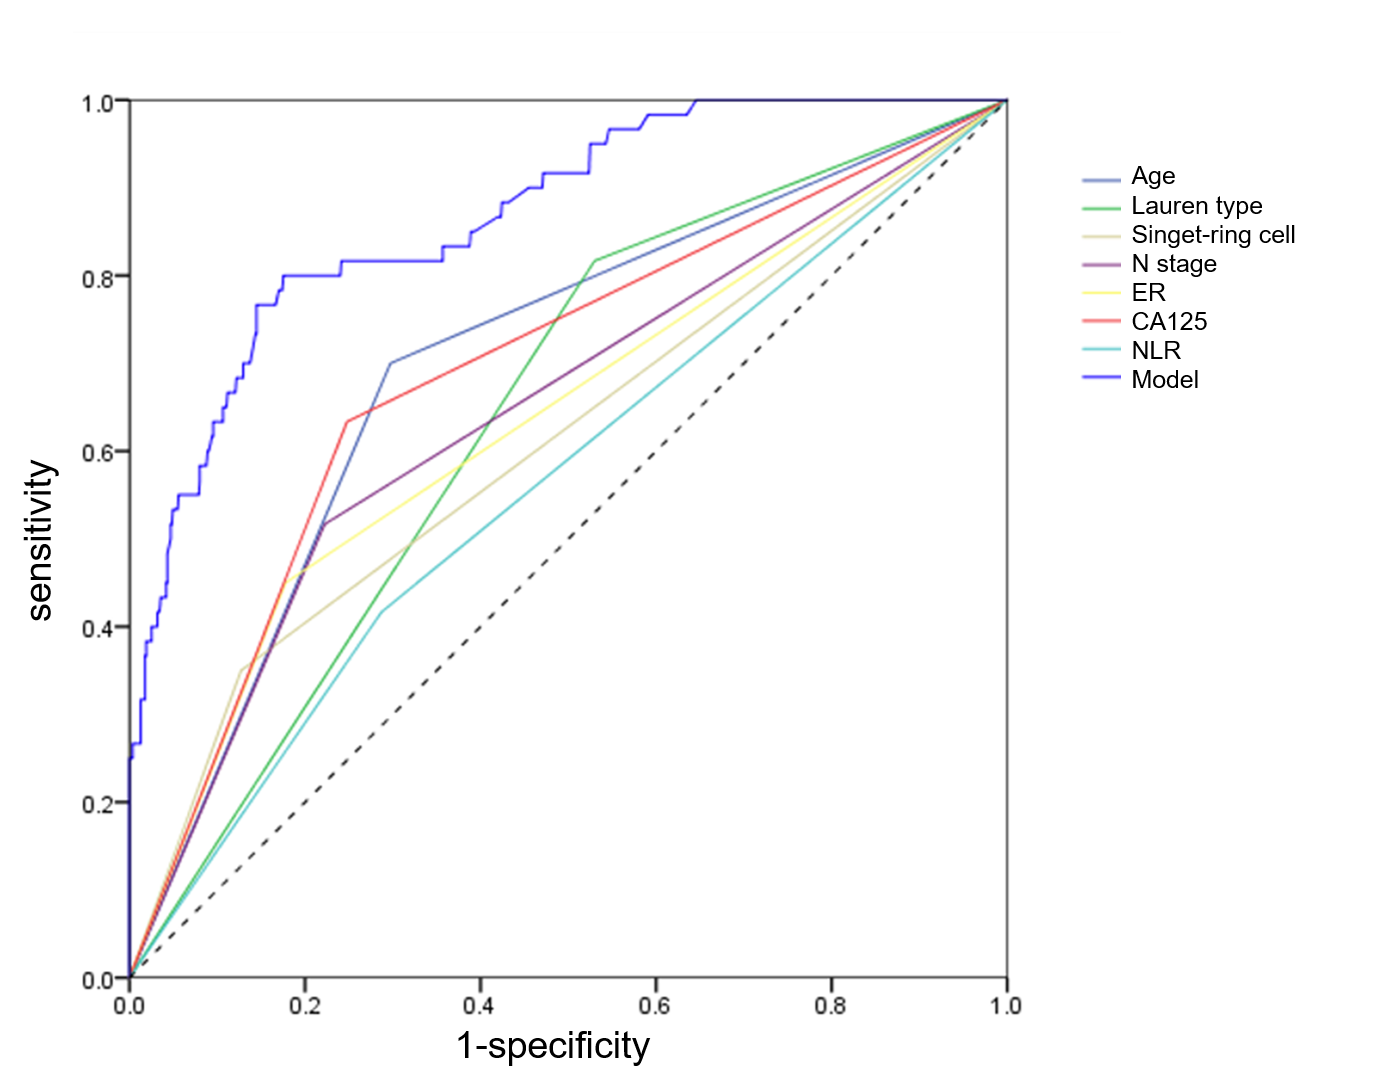 1.0
0.8
0.6
0.4
0.2
0.0
sensitivity
0.0 0.2 0.4 0.6 0.8 1.0
1-specificity
Age
Lauren type
Singet-ring cell
N stage
ER
CA125
NLR
Model